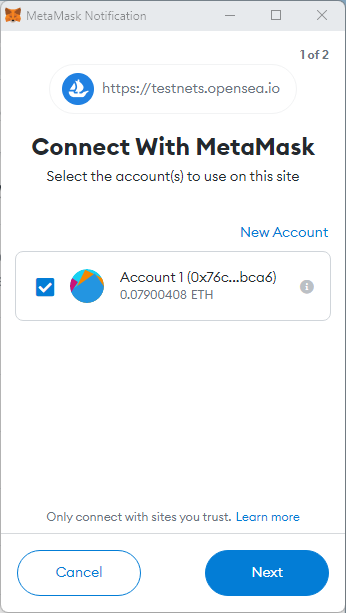 MetaMask Notification
1 of 2
https://testnets.opensea.io
Connect With MetaMask
Select the account(s) to use on this site
New Account
Account 1 (0x76c...bca6)
0.07900408 ETH
Only connect with sites you trust. Learn more
Cancel
Next